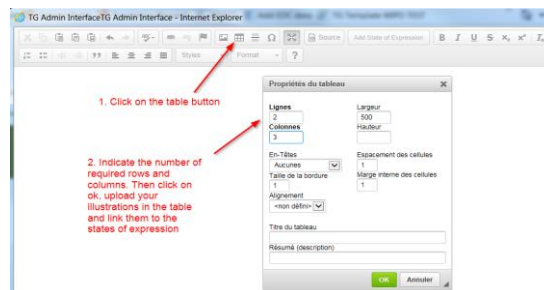 TG Admin InterfaceTG Admin Interface - Internet Explorer
Source
Add State of Expression
B I U S x₂ x² Tx
Styles
Format
?
1. Click on the table button
2. Indicate the number of
required rows and
columns. Then click on
ok, upload your
illustrations in the table
and link them to the
states of expression
Propriétés du tableau
Lignes
Largeur
2
500
Colonnes
Hauteur
3
En-Têtes
Espacement des cellules
Aucunes
1
Taille de la bordure
Marge interne des cellules
1
1
Alignement
<non défini>
Titre du tableau
Résumé (description)
OK
Annuler